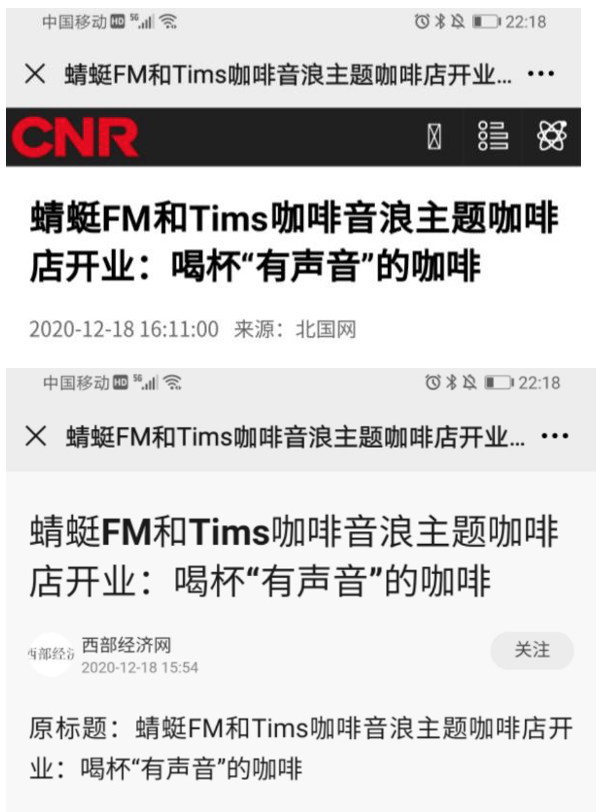 中国移动 HD 5G 22:18
蜻蜓FM和Tims咖啡音浪主题咖啡店开业...
CNR
蜻蜓FM和Tims咖啡音浪主题咖啡
店开业：喝杯“有声音”的咖啡
2020-12-18 16:11:00 来源：北国网
中国移动 HD 5G 22:18
蜻蜓FM和Tims咖啡音浪主题咖啡店开业...
蜻蜓FM和Tims咖啡音浪主题咖啡
店开业：喝杯“有声音”的咖啡
西部经济网
西部经济
2020-12-18 15:54
关注
原标题：蜻蜓FM和Tims咖啡音浪主题咖啡店开
业：喝杯“有声音”的咖啡